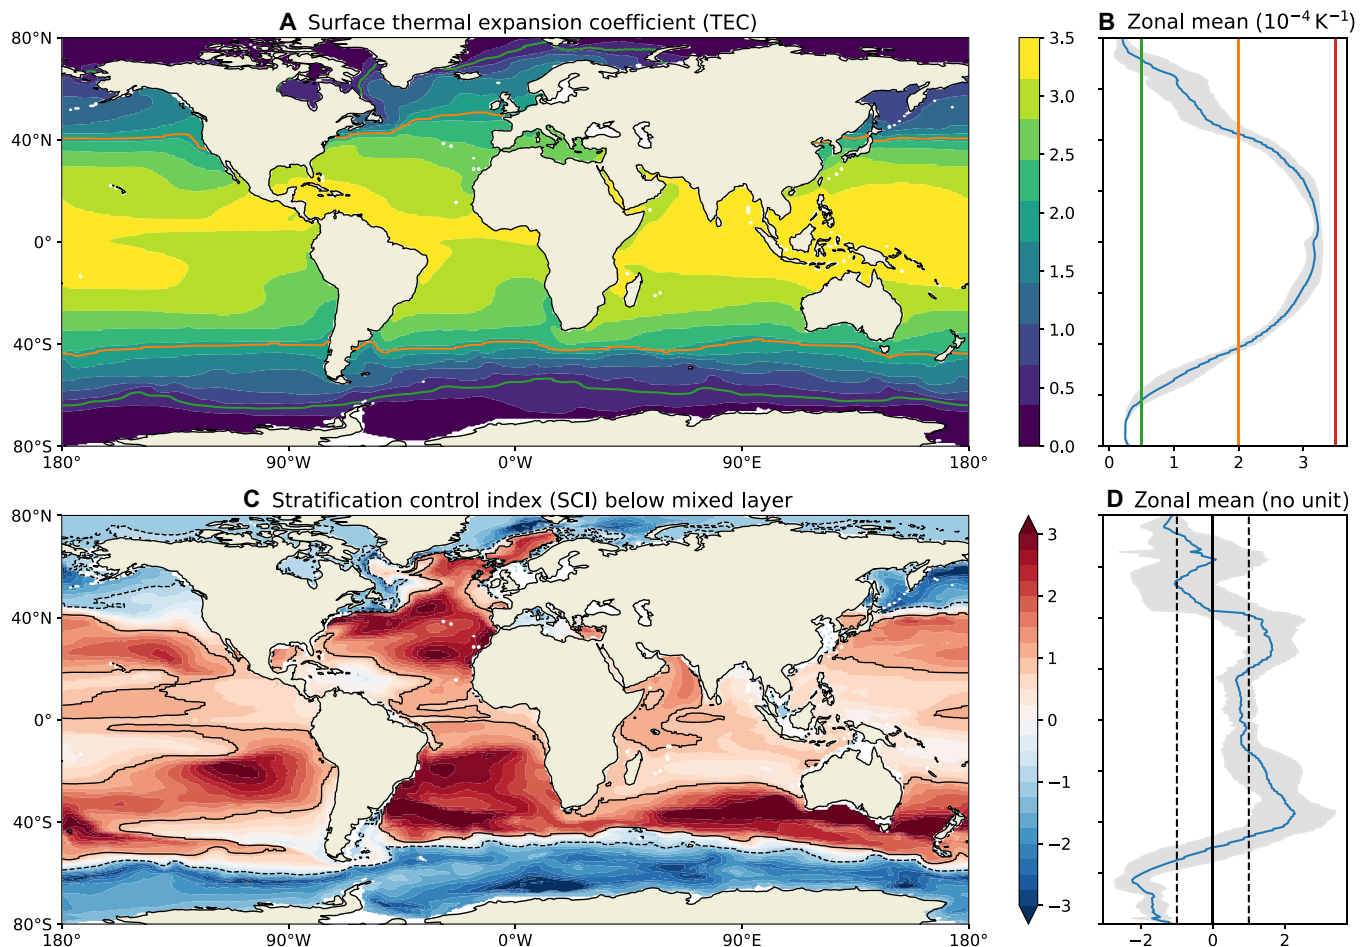 A Surface thermal expansion coefficient (TEC)
B Zonal mean (10⁻⁴ K⁻¹)
80°N
40°N
0°
40°S
80°S
180°
90°W
0°W
90°E
180°
3.5
3.0
2.5
2.0
1.5
1.0
0.5
0.0
0
1
2
3
C Stratification control index (SCI) below mixed layer
D Zonal mean (no unit)
80°N
40°N
0°
40°S
80°S
180°
90°W
0°W
90°E
180°
3
2
1
0
−1
−2
−3
−2
0
2